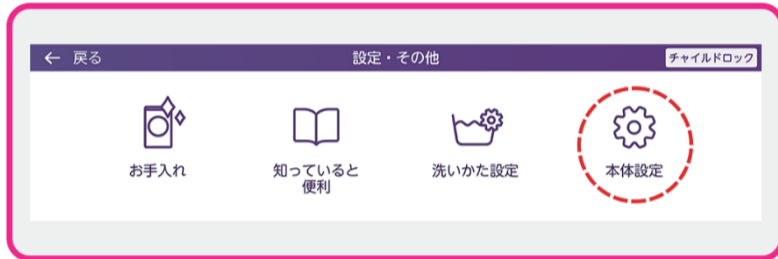 ← 戻る
設定・その他
チャイルドロック
お手入れ
知っていると
便利
洗いかた設定
本体設定